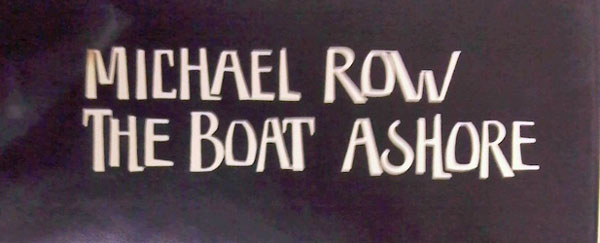 MICHAEL ROW
THE BOAT ASHORE